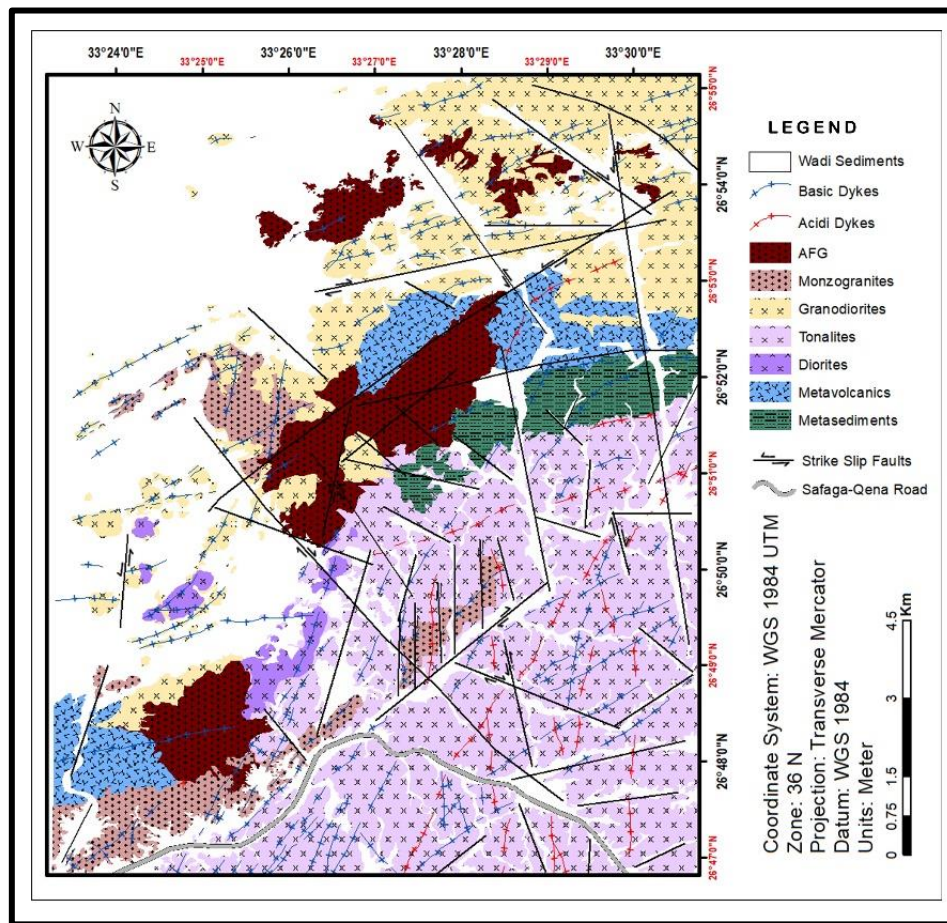 33°24'0"E 33°26'0"E 33°28'0"E 33°30'0"E
33°25'0"E 33°27'0"E 33°29'0"E
N
W E
S
26°55'0"N
26°54'0"N
26°53'0"N
26°52'0"N
26°51'0"N
26°50'0"N
26°49'0"N
26°48'0"N
26°47'0"N
LEGEND
Wadi Sediments
Basic Dykes
Acidi Dykes
AFG
Monzogranites
Granodiorites
Tonalites
Diorites
Metavolcanics
Metasediments
Strike Slip Faults
Safaga-Qena Road
Coordinate System: WGS 1984 UTM
Zone: 36 N
Projection: Transverse Mercator
Datum: WGS 1984
Units: Meter
0 0.75 1.5 3 4.5
Km